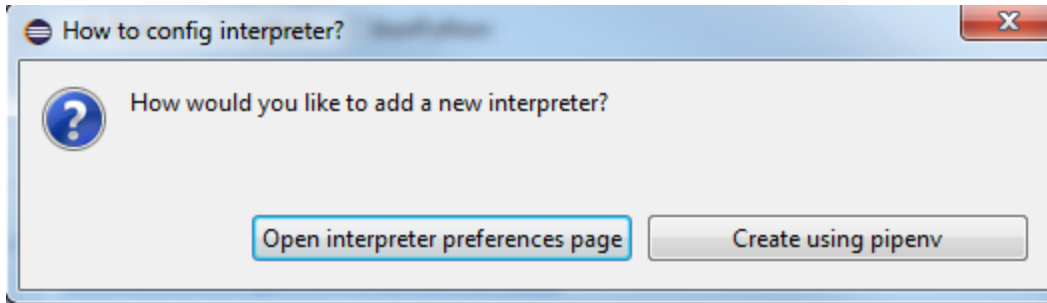 How to config interpreter?
How would you like to add a new interpreter?
Open interpreter preferences page
Create using pipenv